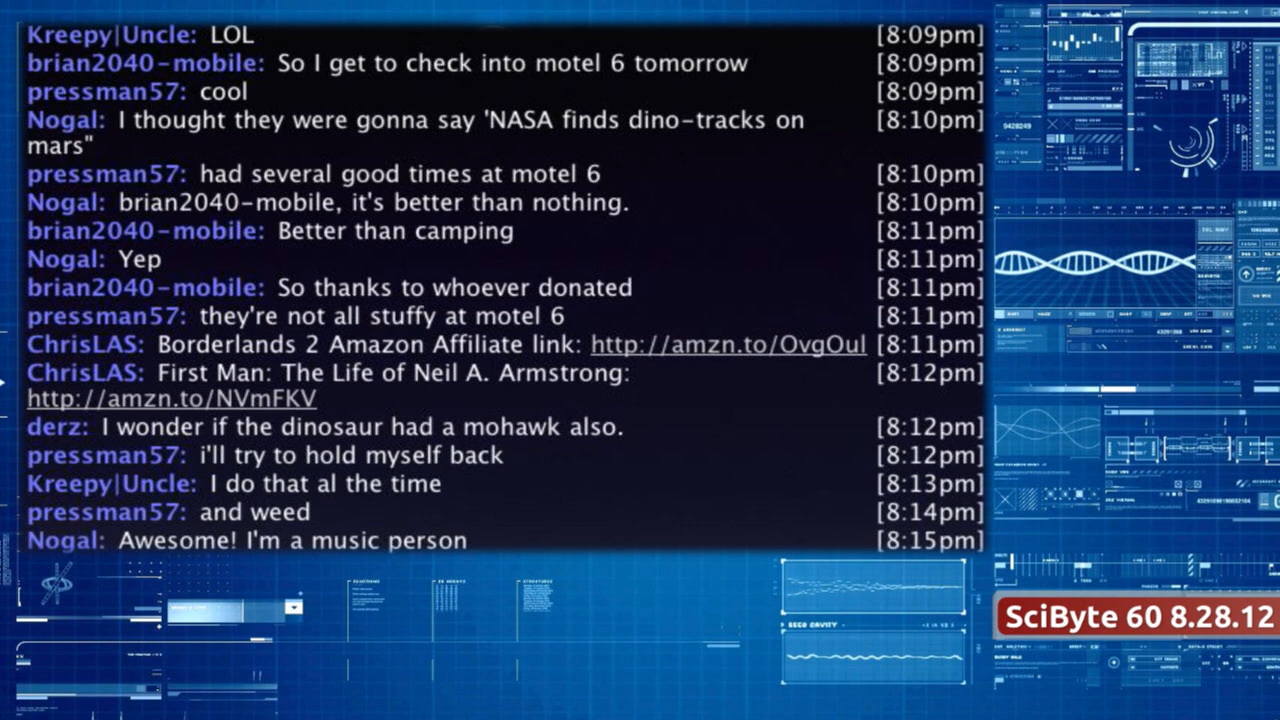 Kreepy|Uncle: LOL [8:09pm]
brian2040-mobile: So I get to check into motel 6 tomorrow [8:09pm]
pressman57: cool [8:09pm]
Nogal: I thought they were gonna say 'NASA finds dino-tracks on [8:10pm]
mars"
pressman57: had several good times at motel 6 [8:10pm]
Nogal: brian2040-mobile, it's better than nothing. [8:10pm]
brian2040-mobile: Better than camping [8:11pm]
Nogal: Yep [8:11pm]
brian2040-mobile: So thanks to whoever donated [8:11pm]
pressman57: they're not all stuffy at motel 6 [8:11pm]
ChrisLAS: Borderlands 2 Amazon Affiliate link: http://amzn.to/OvgOul [8:11pm]
ChrisLAS: First Man: The Life of Neil A. Armstrong: [8:12pm]
http://amzn.to/NVmFKV
derz: I wonder if the dinosaur had a mohawk also. [8:12pm]
pressman57: i'll try to hold myself back [8:12pm]
Kreepy|Uncle: I do that al the time [8:13pm]
pressman57: and weed [8:14pm]
Nogal: Awesome! I'm a music person [8:15pm]
SciByte 60 8.28.12